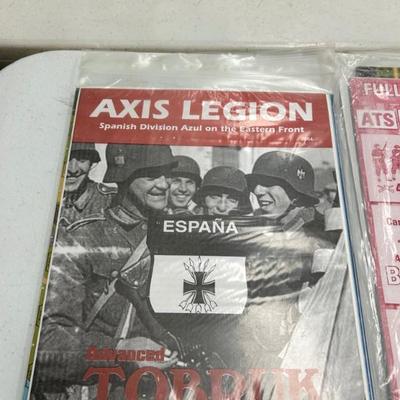 AXIS LEGION
Spanish Division Azul on the Eastern Front
ESPAÑA
Advanced
TOBRUK
FULL
ATS